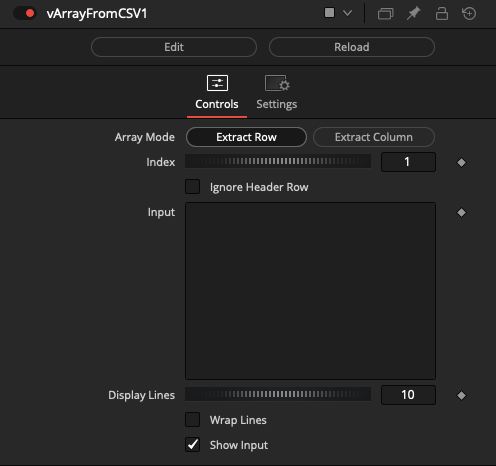 vArrayFromCSV1
Edit Reload
Controls Settings
Array Mode Extract Row Extract Column
Index 1
Ignore Header Row
Input
Display Lines 10
Wrap Lines
Show Input